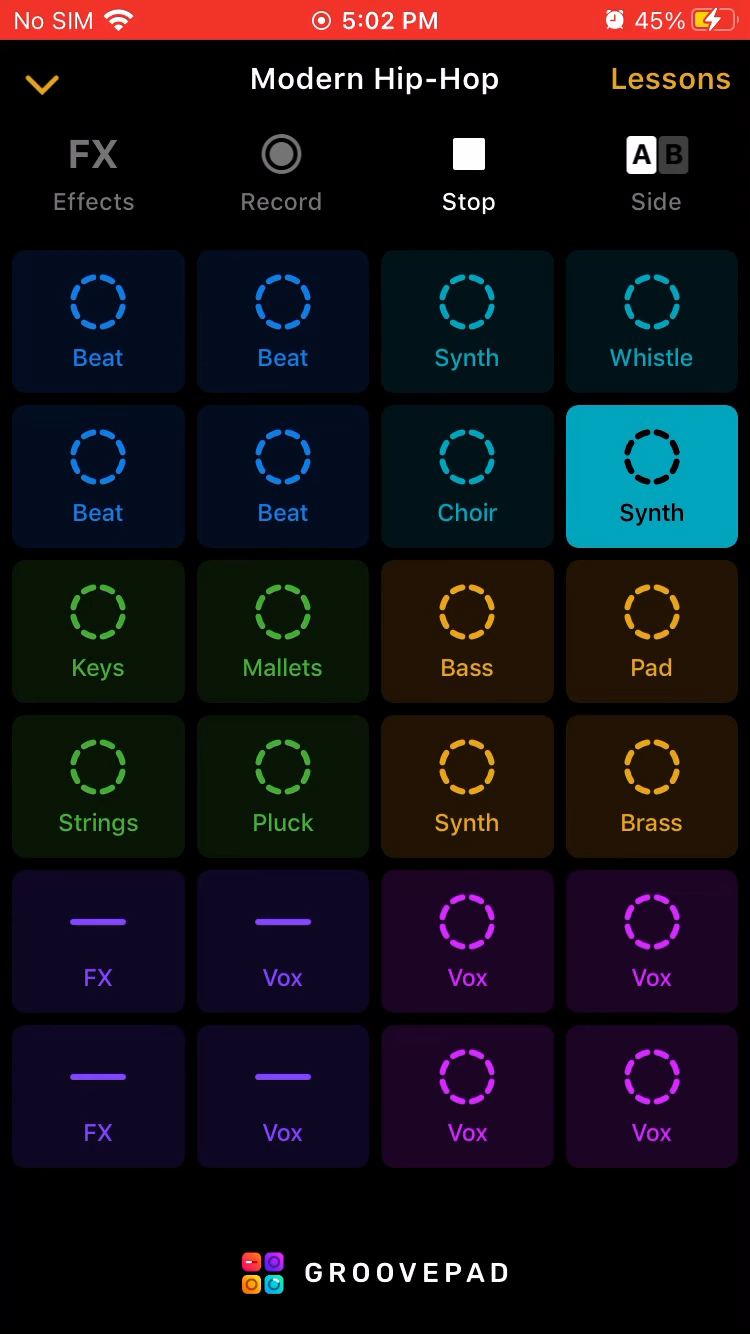 No SIM 5:02 PM 45%
Modern Hip-Hop Lessons
FX A B
Effects Record Stop Side
Beat Beat Synth Whistle
Beat Beat Choir Synth
Keys Mallets Bass Pad
Strings Pluck Synth Brass
FX Vox Vox Vox
FX Vox Vox Vox
GROOVEPAD